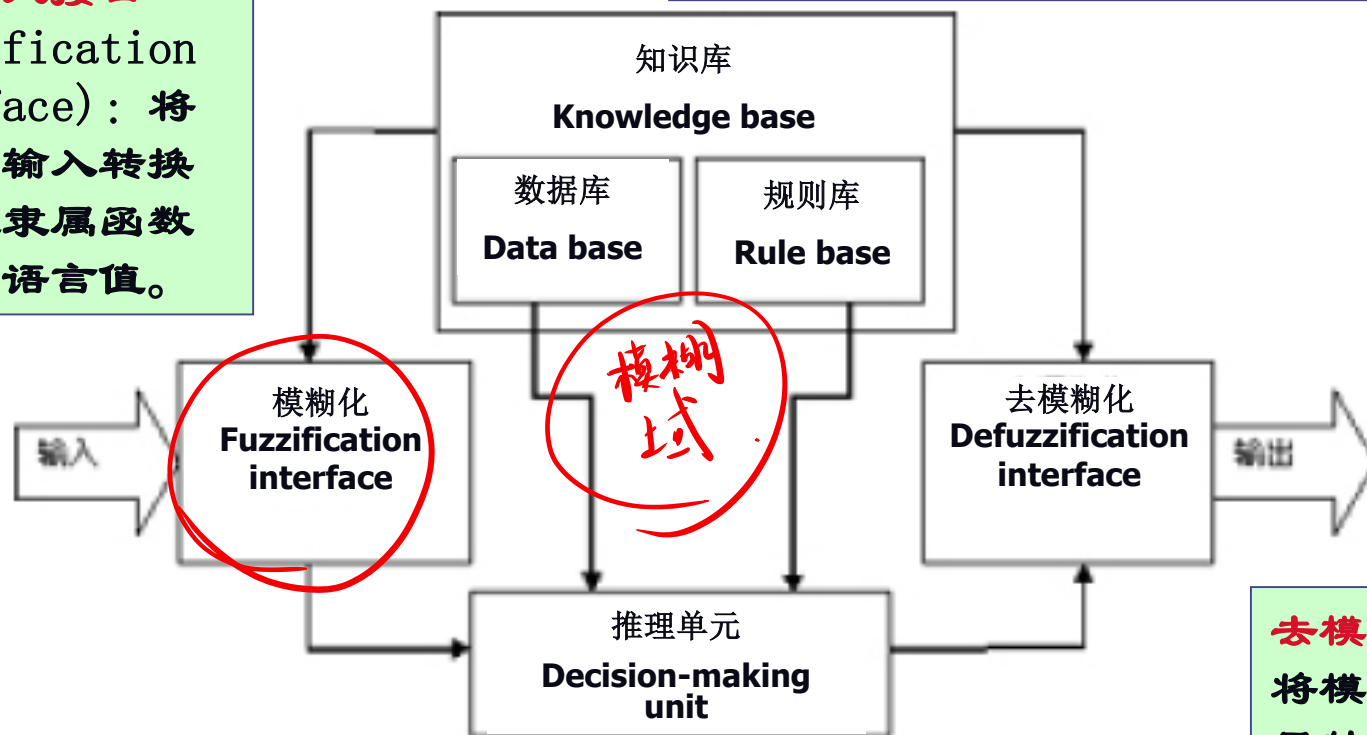 接口
fication
face): 将
输入转换
隶属函数
语言值。
知识库
Knowledge base
数据库
Data base
规则库
Rule base
模糊
域
输入
模糊化
Fuzzification
interface
去模糊化
Defuzzification
interface
输出
推理单元
Decision-making
unit
去模
将模